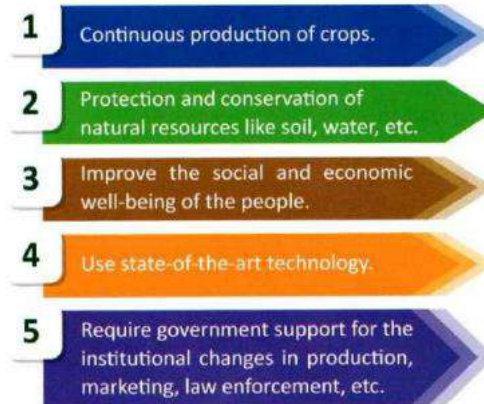 1
Continuous production of crops.
2
Protection and conservation of
natural resources like soil, water, etc.
3
Improve the social and economic
well-being of the people.
4
Use state-of-the-art technology.
5
Require government support for the
institutional changes in production,
marketing, law enforcement, etc.